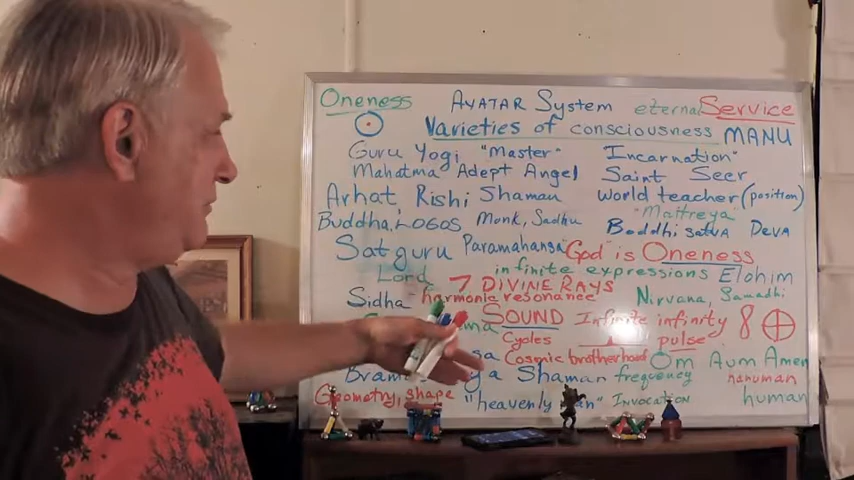 Oneness AVATAR System eternal Service
Varieties of consciousness MANU
Guru Yogi "Master" "Incarnation"
Mahatma Adept Angel Saint Seer
Arhat, Rishi, Shaman World teacher (position)
Buddha, LOGOS Monk, Sadhu "Maitreya"
Boddhi satva Deva
Satguru Paramahansa God is Oneness
Lord infinite expressions Elohim
7 DIVINE RAYS
Sidha harmonic resonance Nirvana, Samadhi
SOUND Infinite infinity 8
Cycles pulse
cosmic brotherhood Om Aum Amen
Shaman frequency hanuman
Geometry, shape "heavenly man" Invocation human